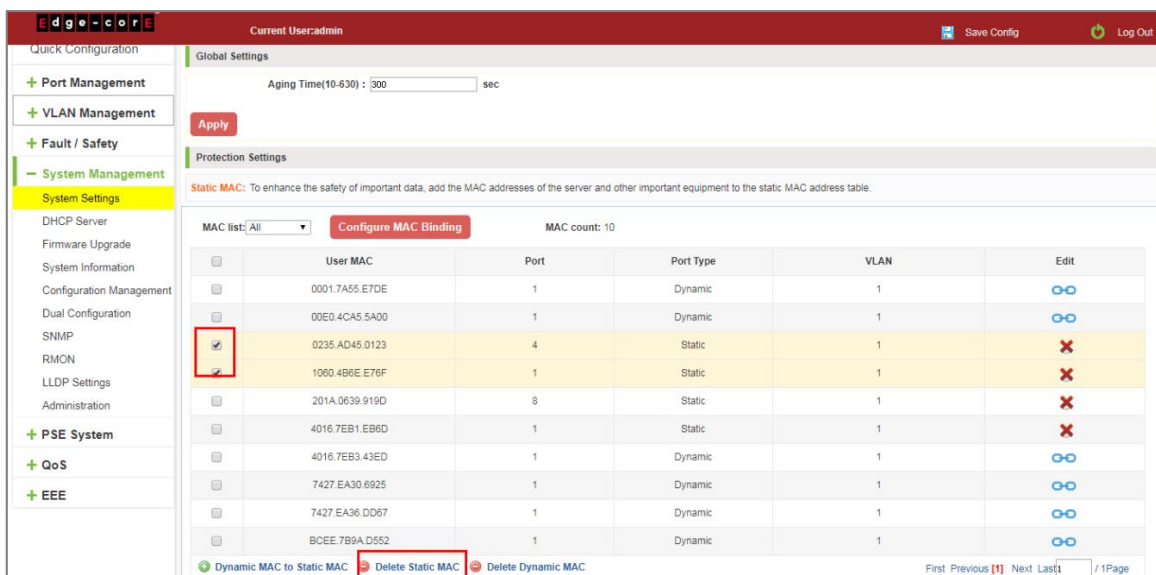 Edge-corE
Current User:admin
Save Config
Log Out
Quick Configuration
Port Management
VLAN Management
Fault / Safety
System Management
System Settings
DHCP Server
Firmware Upgrade
System Information
Configuration Management
Dual Configuration
SNMP
RMON
LLDP Settings
Administration
PSE System
QoS
EEE
Global Settings
Aging Time(10-630) : 300 sec
Apply
Protection Settings
Static MAC: To enhance the safety of important data, add the MAC addresses of the server and other important equipment to the static MAC address table.
MAC list: All Configure MAC Binding MAC count: 10
User MAC Port Port Type VLAN Edit
0001.7A55.E7DE 1 Dynamic 1
00E0.4CA5.5A00 1 Dynamic 1
0235.AD45.0123 4 Static 1
1060.4B6E.E76F 1 Static 1
201A.0639.919D 8 Static 1
4016.7EB1.EB6D 1 Static 1
4016.7EB3.43ED 1 Dynamic 1
7427.EA30.6925 1 Dynamic 1
7427.EA36.DD67 1 Dynamic 1
BCEE.7B9A.D552 1 Dynamic 1
Dynamic MAC to Static MAC Delete Static MAC Delete Dynamic MAC First Previous [1] Next Last 1 / 1Page